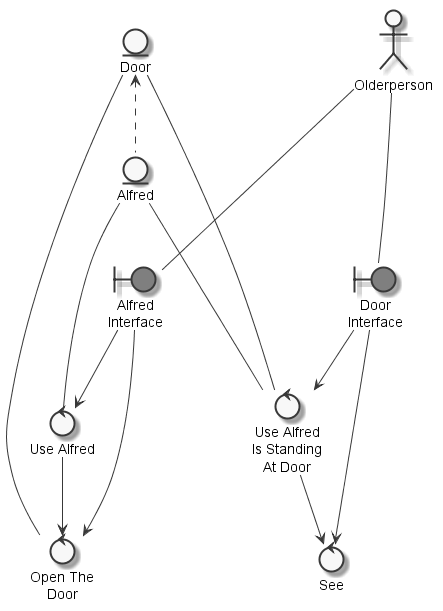 Door
Olderperson
Alfred
Alfred
Interface
Door
Interface
Use Alfred
Use Alfred
Is Standing
At Door
Open The
Door
See